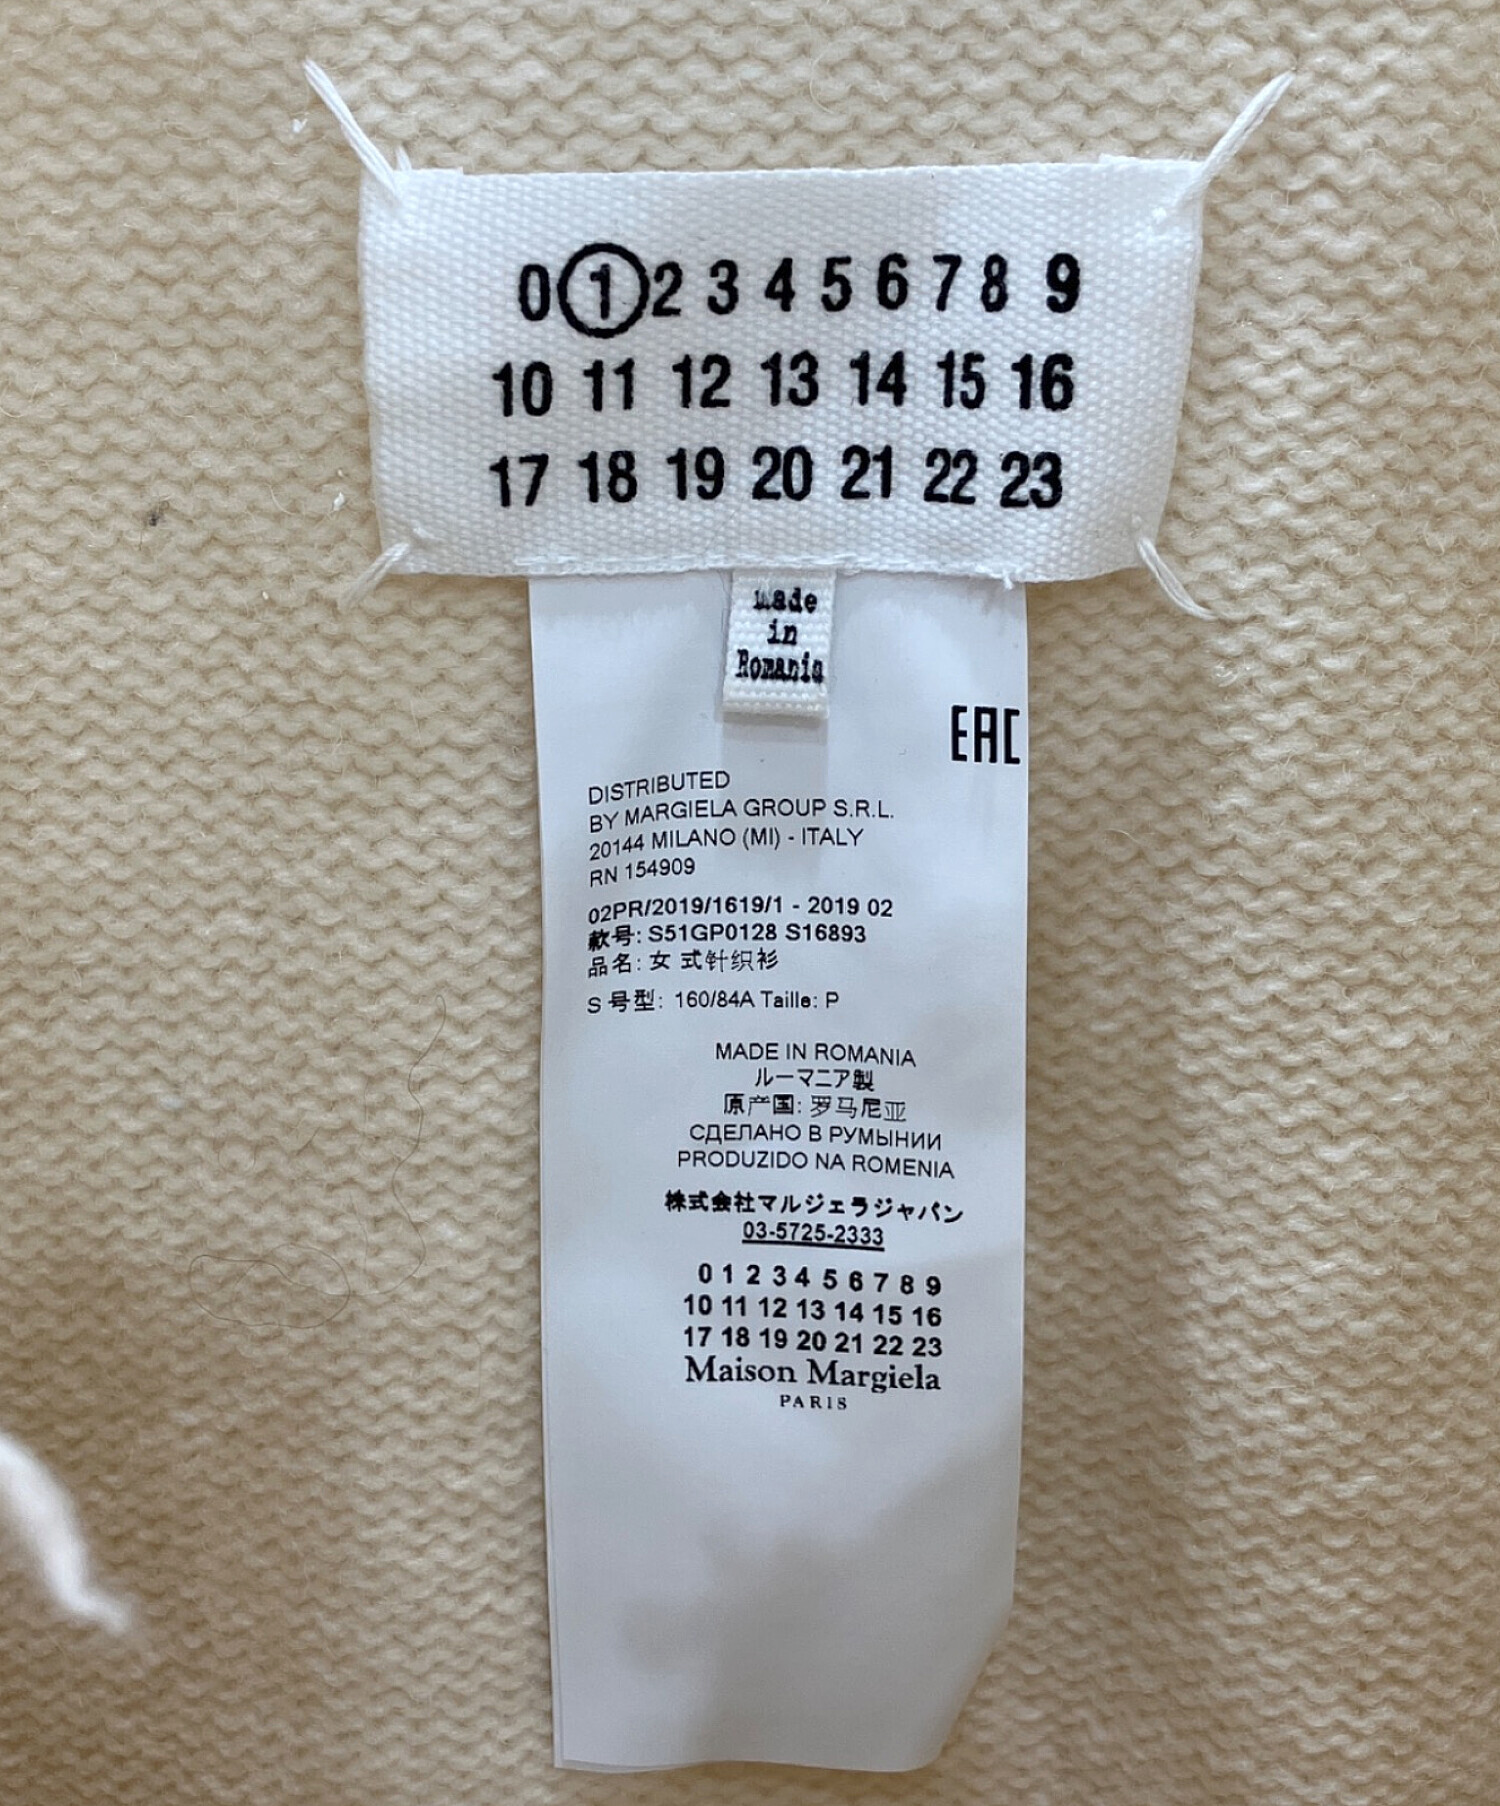 0 1 2 3 4 5 6 7 8 9
10 11 12 13 14 15 16
17 18 19 20 21 22 23
Made
in
Romania
EAC
DISTRIBUTED
BY MARGIELA GROUP S.R.L.
20144 MILANO (MI) - ITALY
RN 154909
02PR/2019/1619/1 - 2019 02
款号: S51GP0128 S16893
品名: 女 式针织衫
S 号型: 160/84A Taille: P
MADE IN ROMANIA
ルーマニア製
原产国: 罗马尼亚
СДЕЛАНО В РУМЫНИИ
PRODUZIDO NA ROMENIA
株式会社マルジェラジャパン
03-5725-2333
0 1 2 3 4 5 6 7 8 9
10 11 12 13 14 15 16
17 18 19 20 21 22 23
Maison Margiela
PARIS